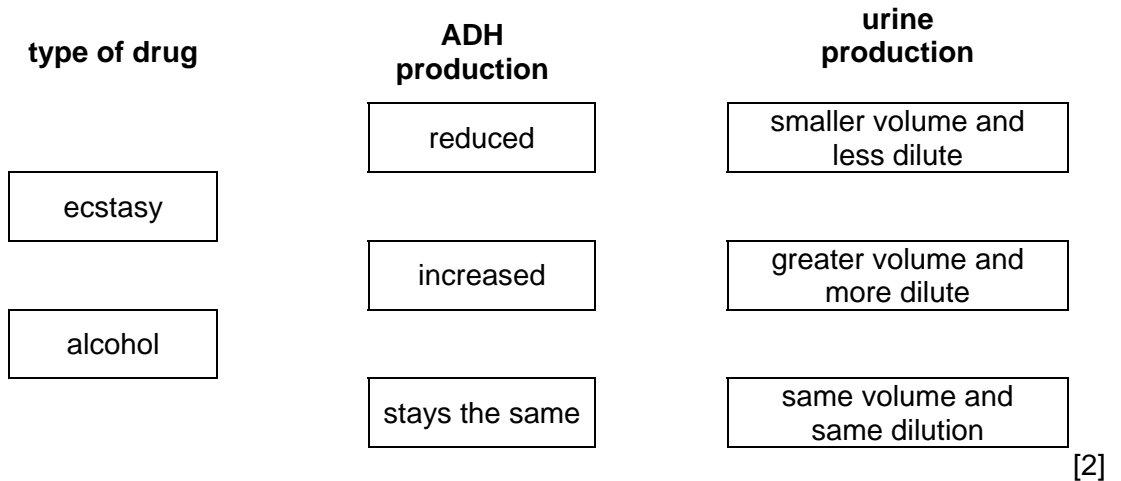 type of drug
ADH
production
urine
production
reduced
smaller volume and
less dilute
ecstasy
increased
greater volume and
more dilute
alcohol
stays the same
same volume and
same dilution
[2]